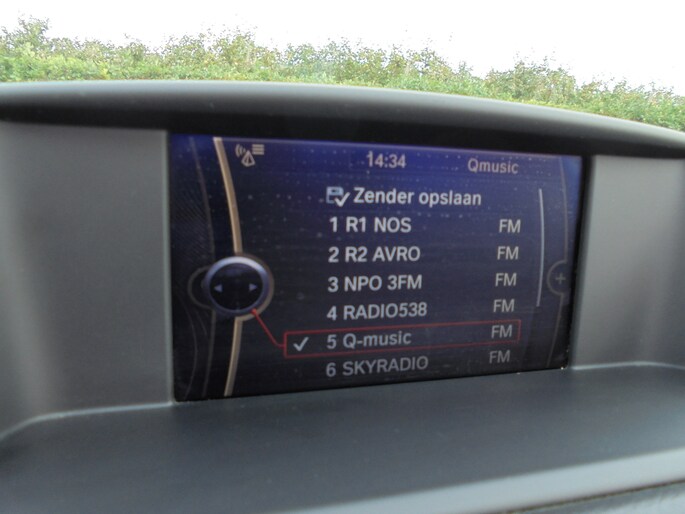 14:34 Qmusic
Zender opslaan
1 R1 NOS FM
2 R2 AVRO FM
3 NPO 3FM FM
4 RADIO538 FM
5 Q-music FM
6 SKYRADIO FM